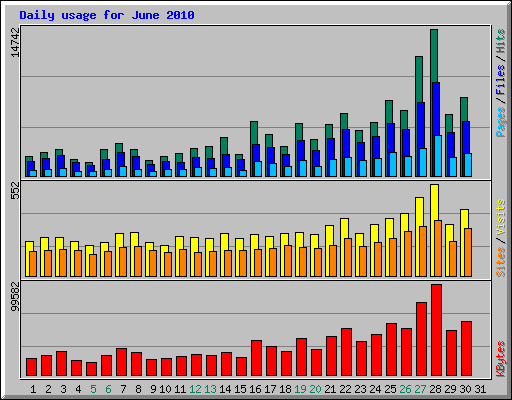 Daily usage for June 2010
14742
Pages / Files / Hits
562
Sites / Visits
99582
KBytes
1 2 3 4 5 6 7 8 9 10 11 12 13 14 15 16 17 18 19 20 21 22 23 24 25 26 27 28 29 30 31